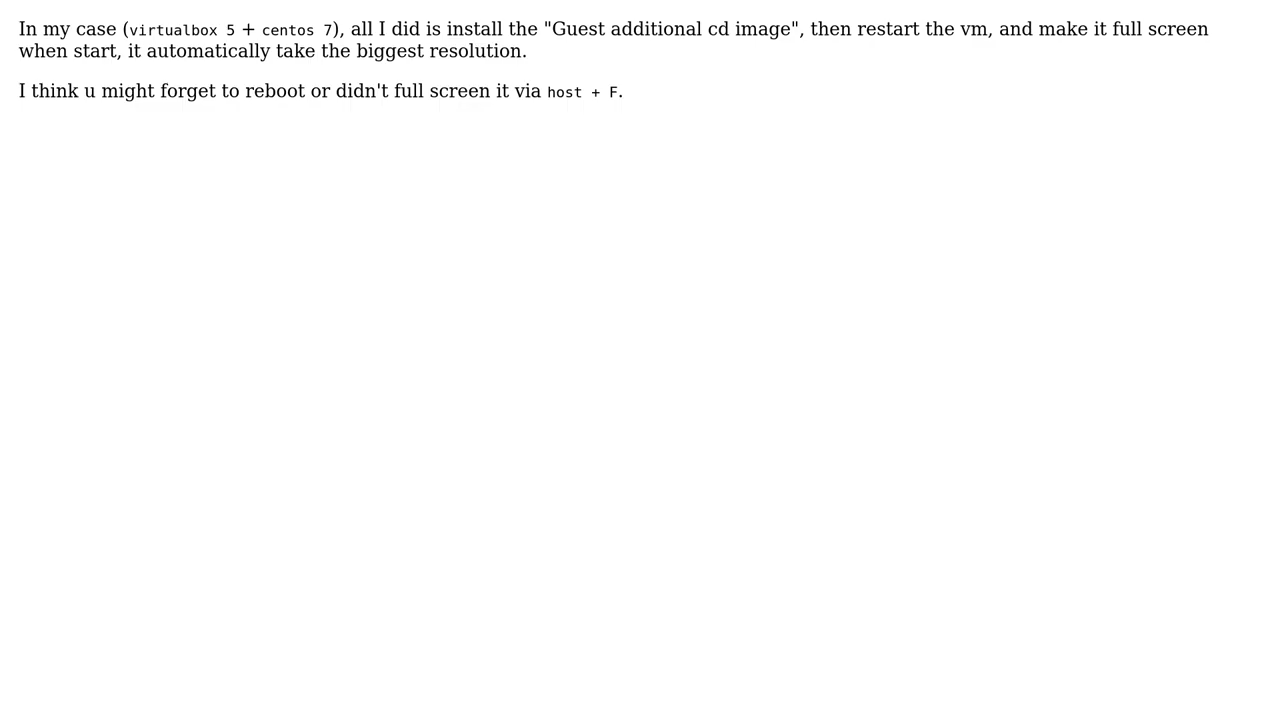 In my case (virtualbox 5 + centos 7), all I did is install the "Guest additional cd image", then restart the vm, and make it full screen
when start, it automatically take the biggest resolution.
I think u might forget to reboot or didn't full screen it via host + F.